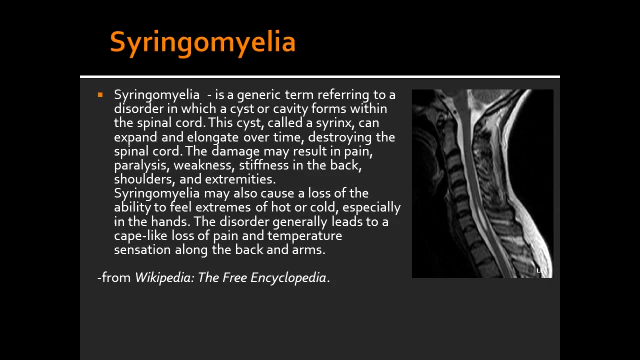 Syringomyelia
Syringomyelia - is a generic term referring to a
disorder in which a cyst or cavity forms within
the spinal cord. This cyst, called a syrinx, can
expand and elongate over time, destroying the
spinal cord. The damage may result in pain,
paralysis, weakness, stiffness in the back,
shoulders, and extremities.
Syringomyelia may also cause a loss of the
ability to feel extremes of hot or cold, especially
in the hands. The disorder generally leads to a
cape-like loss of pain and temperature
sensation along the back and arms.
-from Wikipedia: The Free Encyclopedia.